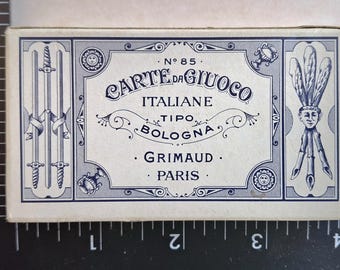 Nº 85
CARTE DA GIUOCO
ITALIANE
TIPO
BOLOGNA
· GRIMAUD ·
PARIS
1 2 3 4